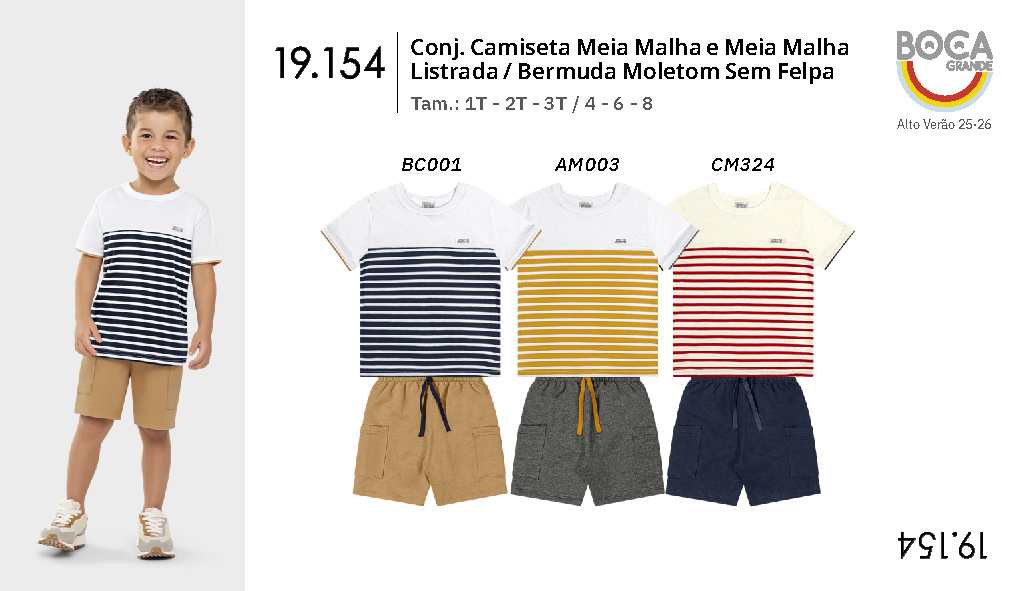 19.154
Conj. Camiseta Meia Malha e Meia Malha
Listrada / Bermuda Moletom Sem Felpa
Tam.: 1T - 2T - 3T / 4 - 6 - 8
BOCA
GRANDE
Alto Verão 25-26
BC001 AM003 CM324
19.154